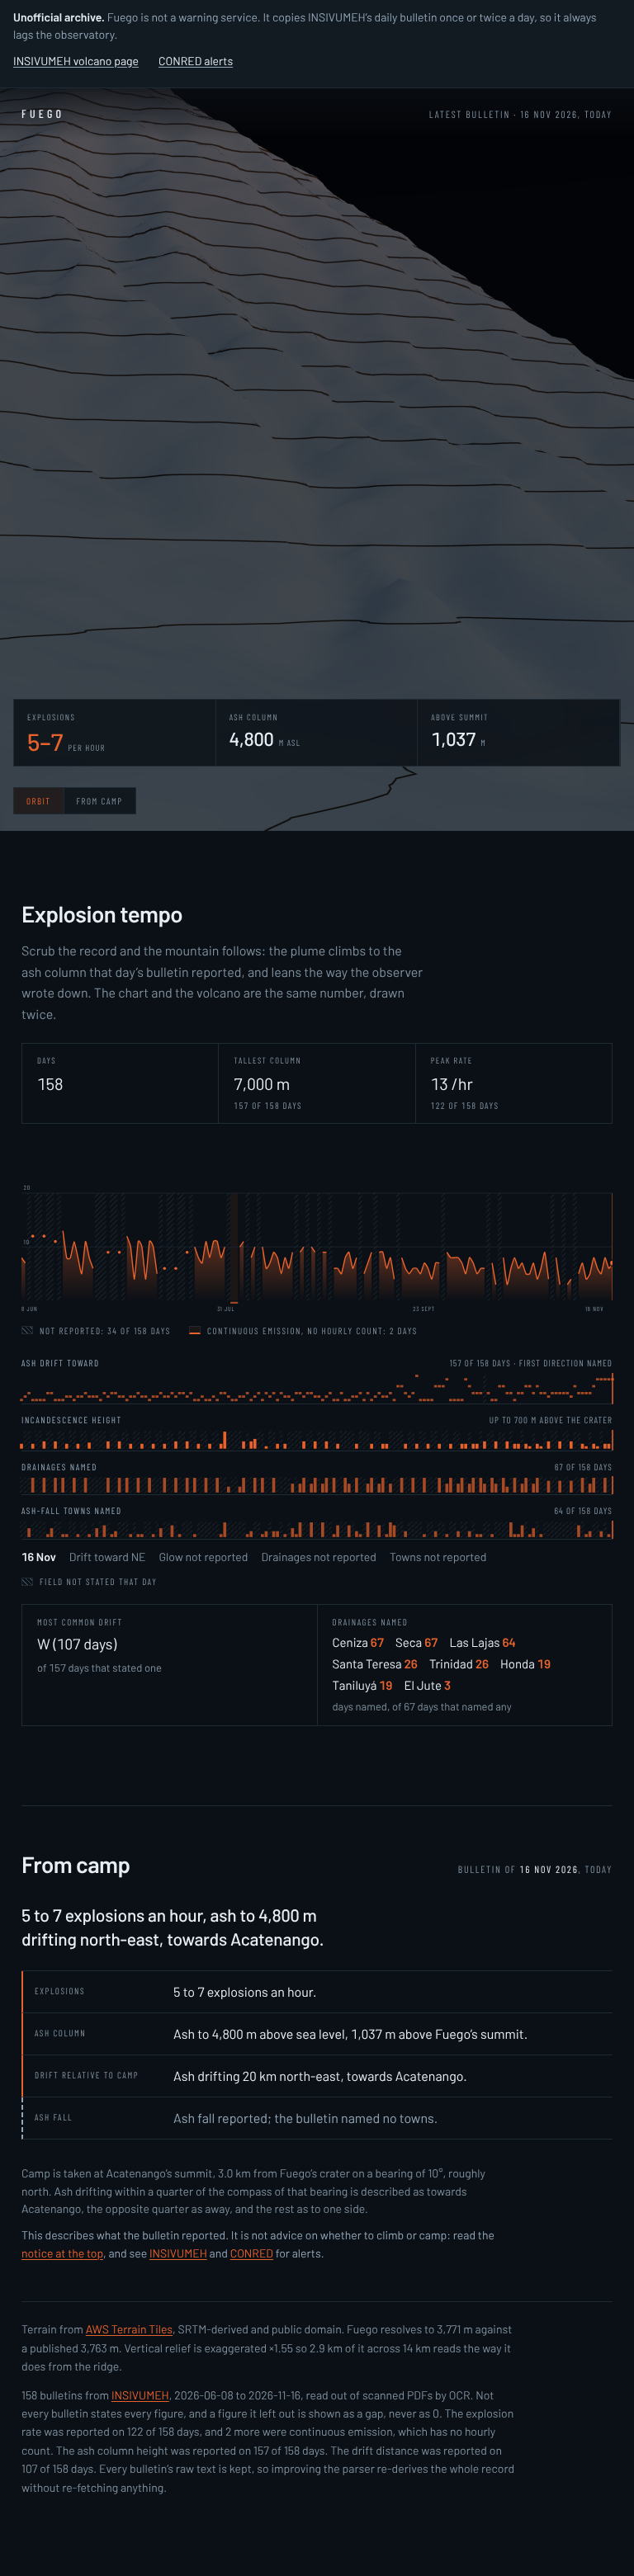 Unofficial archive. Fuego is not a warning service. It copies INSIVUMEH's daily bulletin once or twice a day, so it always
lags the observatory.
INSIVUMEH volcano page CONRED alerts
FUEGO
LATEST BULLETIN · 16 NOV 2026, TODAY
EXPLOSIONS
5–7 PER HOUR
ASH COLUMN
4,800 M ASL
ABOVE SUMMIT
1,037 M
ORBIT FROM CAMP
Explosion tempo
Scrub the record and the mountain follows: the plume climbs to the
ash column that day's bulletin reported, and leans the way the observer
wrote down. The chart and the volcano are the same number, drawn
twice.
DAYS
158
TALLEST COLUMN
7,000 m
157 OF 158 DAYS
PEAK RATE
13 /hr
122 OF 158 DAYS
20
10
8 JUN 31 JUL 23 SEPT 16 NOV
NOT REPORTED: 34 OF 158 DAYS CONTINUOUS EMISSION, NO HOURLY COUNT: 2 DAYS
ASH DRIFT TOWARD 157 OF 158 DAYS · FIRST DIRECTION NAMED
INCANDESCENCE HEIGHT UP TO 700 M ABOVE THE CRATER
DRAINAGES NAMED 67 OF 158 DAYS
ASH-FALL TOWNS NAMED 64 OF 158 DAYS
16 Nov Drift toward NE Glow not reported Drainages not reported Towns not reported
FIELD NOT STATED THAT DAY
MOST COMMON DRIFT
W (107 days)
of 157 days that stated one
DRAINAGES NAMED
Ceniza 67 Seca 67 Las Lajas 64
Santa Teresa 26 Trinidad 26 Honda 19
Taniluyá 19 El Jute 3
days named, of 67 days that named any
From camp
BULLETIN OF 16 NOV 2026, TODAY
5 to 7 explosions an hour, ash to 4,800 m
drifting north-east, towards Acatenango.
EXPLOSIONS 5 to 7 explosions an hour.
ASH COLUMN Ash to 4,800 m above sea level, 1,037 m above Fuego's summit.
DRIFT RELATIVE TO CAMP Ash drifting 20 km north-east, towards Acatenango.
ASH FALL Ash fall reported; the bulletin named no towns.
Camp is taken at Acatenango's summit, 3.0 km from Fuego's crater on a bearing of 10°, roughly
north. Ash drifting within a quarter of the compass of that bearing is described as towards
Acatenango, the opposite quarter as away, and the rest as to one side.
This describes what the bulletin reported. It is not advice on whether to climb or camp: read the
notice at the top, and see INSIVUMEH and CONRED for alerts.
Terrain from AWS Terrain Tiles, SRTM-derived and public domain. Fuego resolves to 3,771 m against
a published 3,763 m. Vertical relief is exaggerated ×1.55 so 2.9 km of it across 14 km reads the way it
does from the ridge.
158 bulletins from INSIVUMEH, 2026-06-08 to 2026-11-16, read out of scanned PDFs by OCR. Not
every bulletin states every figure, and a figure it left out is shown as a gap, never as 0. The explosion
rate was reported on 122 of 158 days, and 2 more were continuous emission, which has no hourly
count. The ash column height was reported on 157 of 158 days. The drift distance was reported on
107 of 158 days. Every bulletin's raw text is kept, so improving the parser re-derives the whole record
without re-fetching anything.